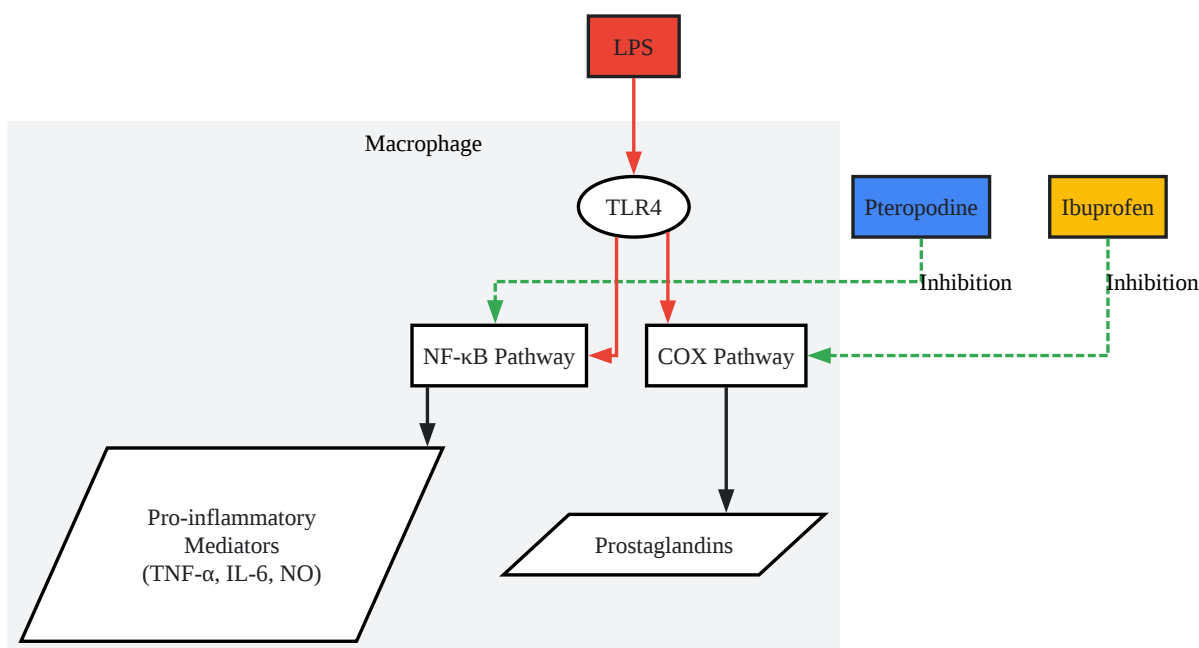 LPS
Macrophage
TLR4
Pteropodine
Ibuprofen
Inhibition
Inhibition
NF-κB Pathway
COX Pathway
Pro-inflammatory
Mediators
(TNF-α, IL-6, NO)
Prostaglandins